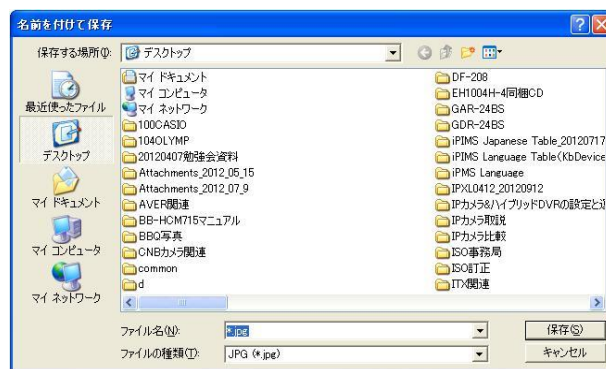 名前を付けて保存
保存する場所(I):
デスクトップ
最近使ったファイル
デスクトップ
マイ ドキュメント
マイ コンピュータ
マイ ネットワーク
マイ ドキュメント
マイ コンピュータ
マイ ネットワーク
100CASIO
104OLYMP
20120407勉強会資料
Attachments_2012_05_15
Attachments_2012_07_9
AVER関連
BB-HCM715マニュアル
BBQ写真
CNBカメラ関連
common
d
DF-208
EH1004H-4同梱CD
GAR-24BS
GDR-24BS
iPIMS Japanese Table_20120717
iPIMS Language Table(KbDevice
iPMS Language
IPXL0412_20120912
IPカメラ&ハイブリッドDVRの設定と
IPカメラ取説
IPカメラ比較
ISO事務局
ISO訂正
ITX関連
ファイル名(N):
*.jpg
保存(S)
ファイルの種類(T):
JPG (*.jpg)
キャンセル